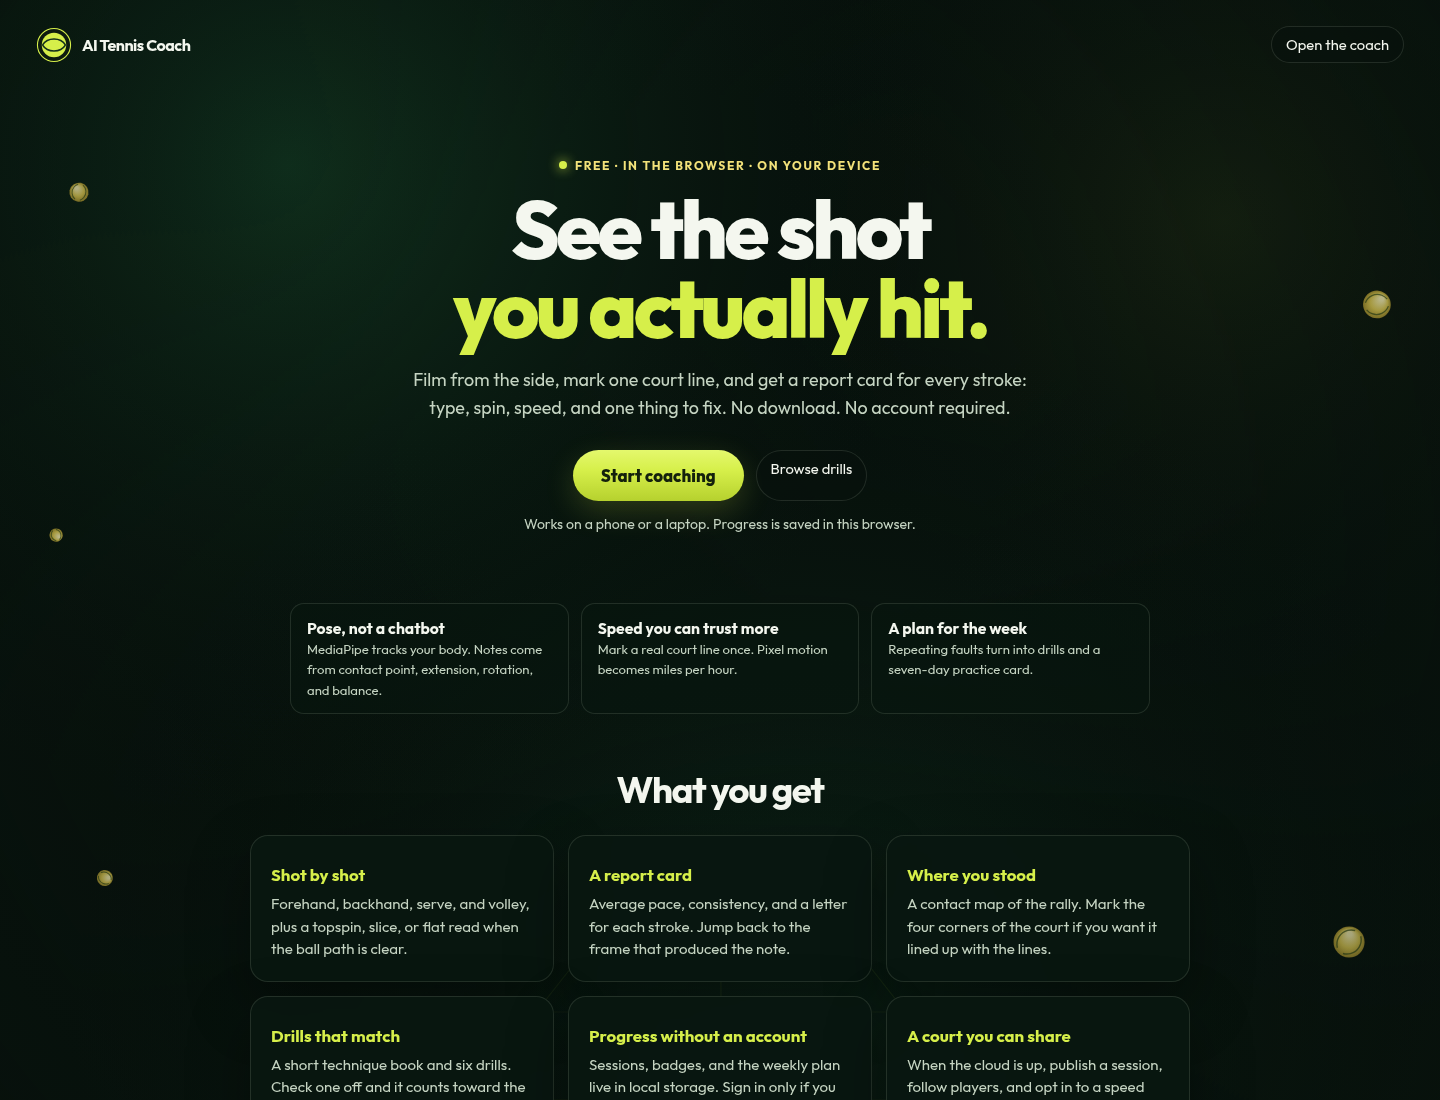 AI Tennis Coach
Open the coach
FREE · IN THE BROWSER · ON YOUR DEVICE
See the shot
you actually hit.
Film from the side, mark one court line, and get a report card for every stroke:
type, spin, speed, and one thing to fix. No download. No account required.
Start coaching
Browse drills
Works on a phone or a laptop. Progress is saved in this browser.
Pose, not a chatbot
MediaPipe tracks your body. Notes come
from contact point, extension, rotation,
and balance.
Speed you can trust more
Mark a real court line once. Pixel motion
becomes miles per hour.
A plan for the week
Repeating faults turn into drills and a
seven-day practice card.
What you get
Shot by shot
Forehand, backhand, serve, and volley,
plus a topspin, slice, or flat read when
the ball path is clear.
A report card
Average pace, consistency, and a letter
for each stroke. Jump back to the
frame that produced the note.
Where you stood
A contact map of the rally. Mark the
four corners of the court if you want it
lined up with the lines.
Drills that match
A short technique book and six drills.
Check one off and it counts toward the
Progress without an account
Sessions, badges, and the weekly plan
live in local storage. Sign in only if you
A court you can share
When the cloud is up, publish a session,
follow players, and opt in to a speed